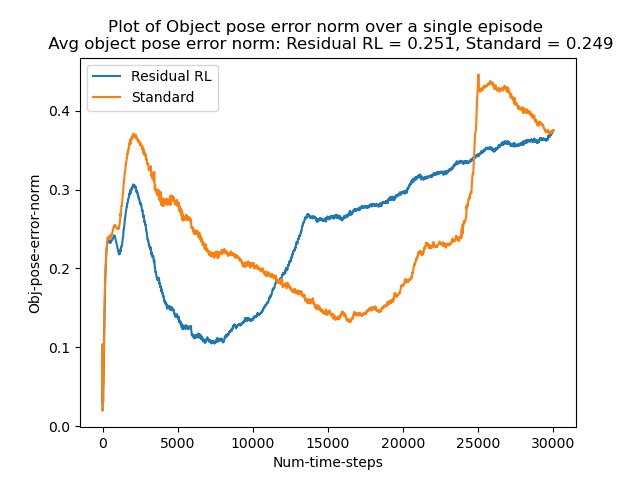 Plot of Object pose error norm over a single episode
Avg object pose error norm: Residual RL = 0.251, Standard = 0.249
Residual RL
Standard
Obj-pose-error-norm
0.4
0.3
0.2
0.1
0.0
0 5000 10000 15000 20000 25000 30000
Num-time-steps